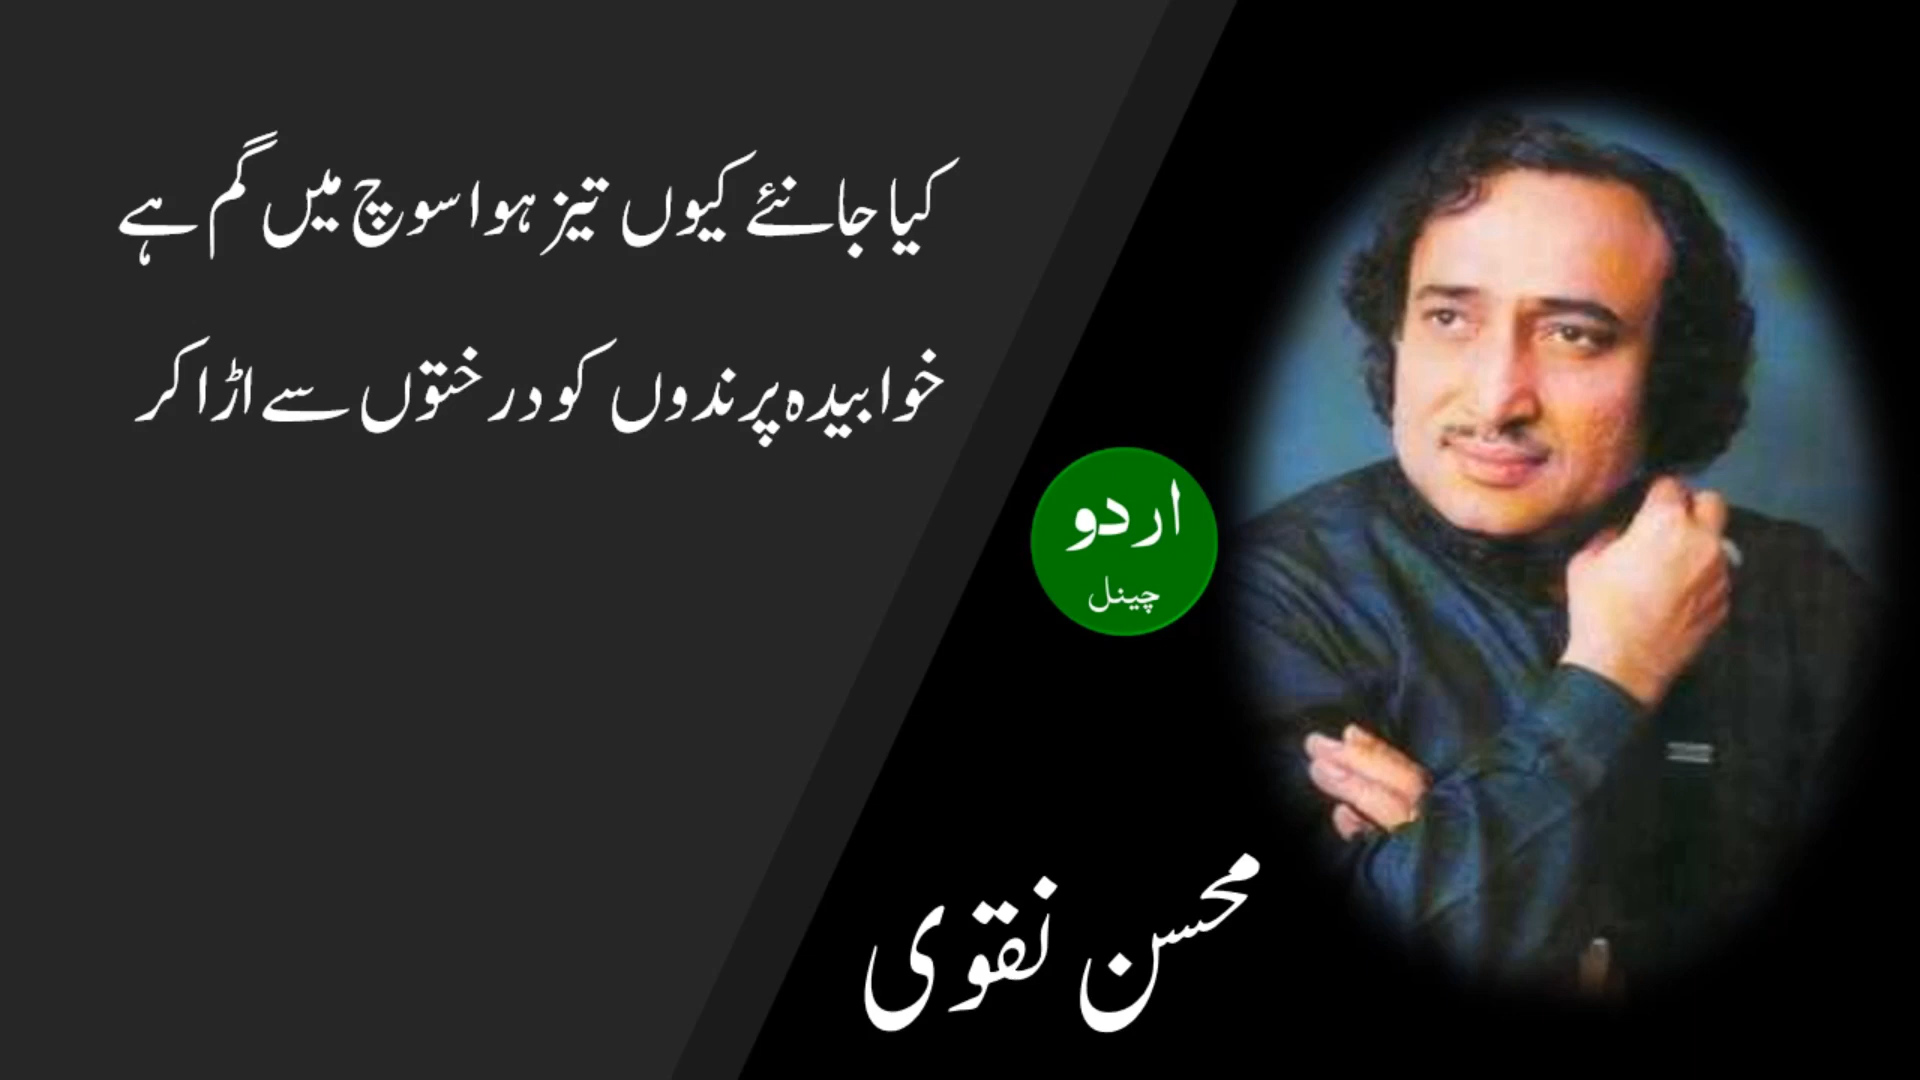 کیا جانئے کیوں تیز ہوا سوچ میں گم ہے
خوابیدہ پرندوں کو درختوں سے اڑا کر
اردو
چینل
محسن نقوی